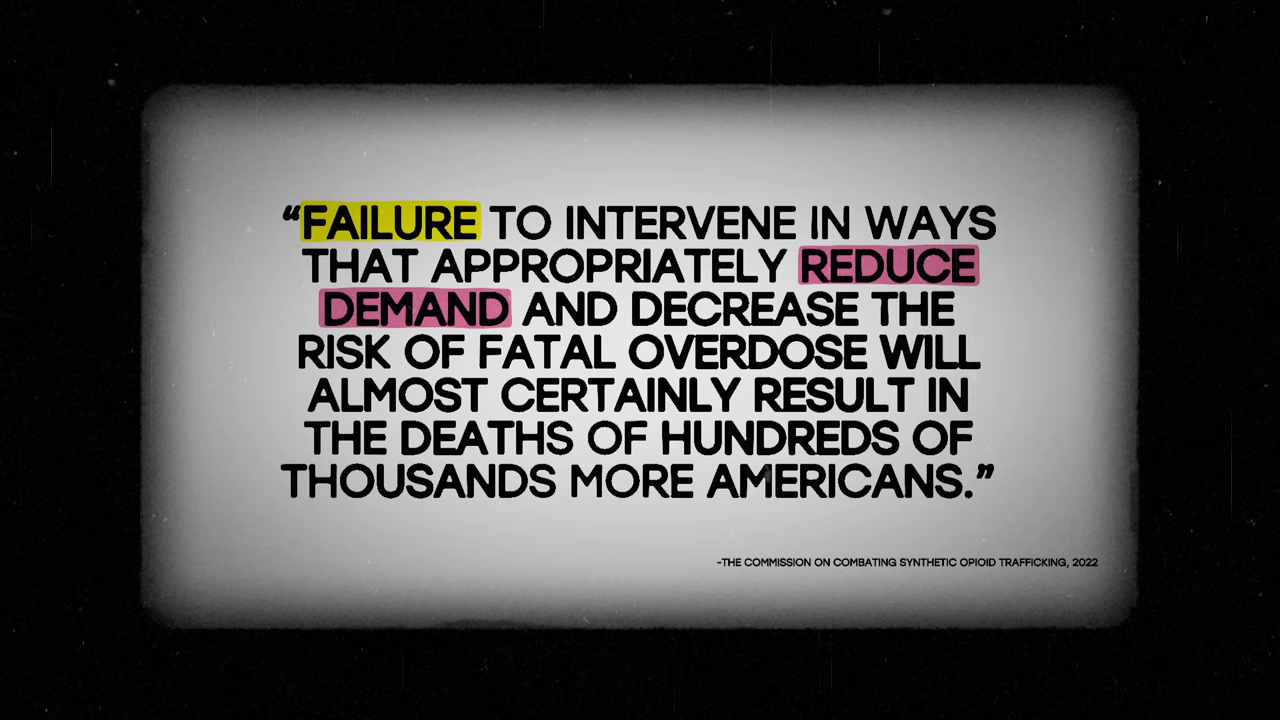 “FAILURE TO INTERVENE IN WAYS
THAT APPROPRIATELY REDUCE
DEMAND AND DECREASE THE
RISK OF FATAL OVERDOSE WILL
ALMOST CERTAINLY RESULT IN
THE DEATHS OF HUNDREDS OF
THOUSANDS MORE AMERICANS.”
-THE COMMISSION ON COMBATING SYNTHETIC OPIOID TRAFFICKING, 2022